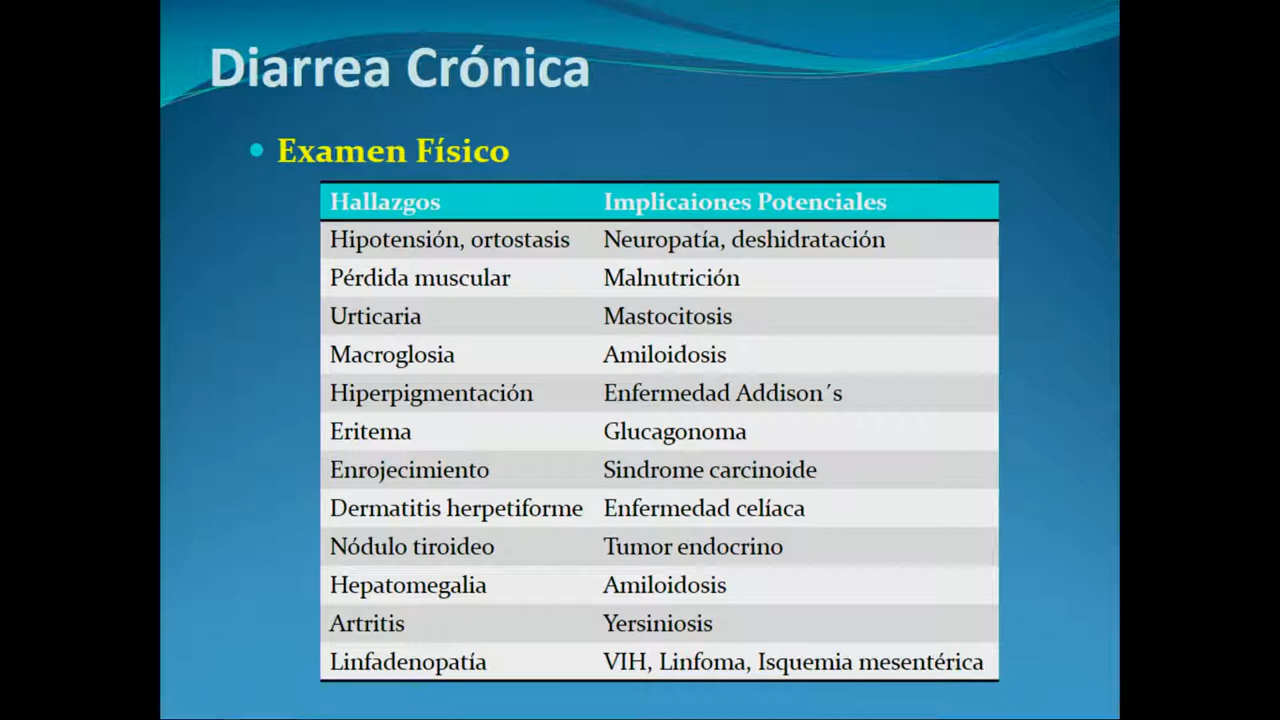 Diarrea Crónica
Examen Físico
Hallazgos Implicaiones Potenciales
Hipotensión, ortostasis Neuropatía, deshidratación
Pérdida muscular Malnutrición
Urticaria Mastocitosis
Macroglosia Amiloidosis
Hiperpigmentación Enfermedad Addison´s
Eritema Glucagonoma
Enrojecimiento Sindrome carcinoide
Dermatitis herpetiforme Enfermedad celíaca
Nódulo tiroideo Tumor endocrino
Hepatomegalia Amiloidosis
Artritis Yersiniosis
Linfadenopatía VIH, Linfoma, Isquemia mesentérica